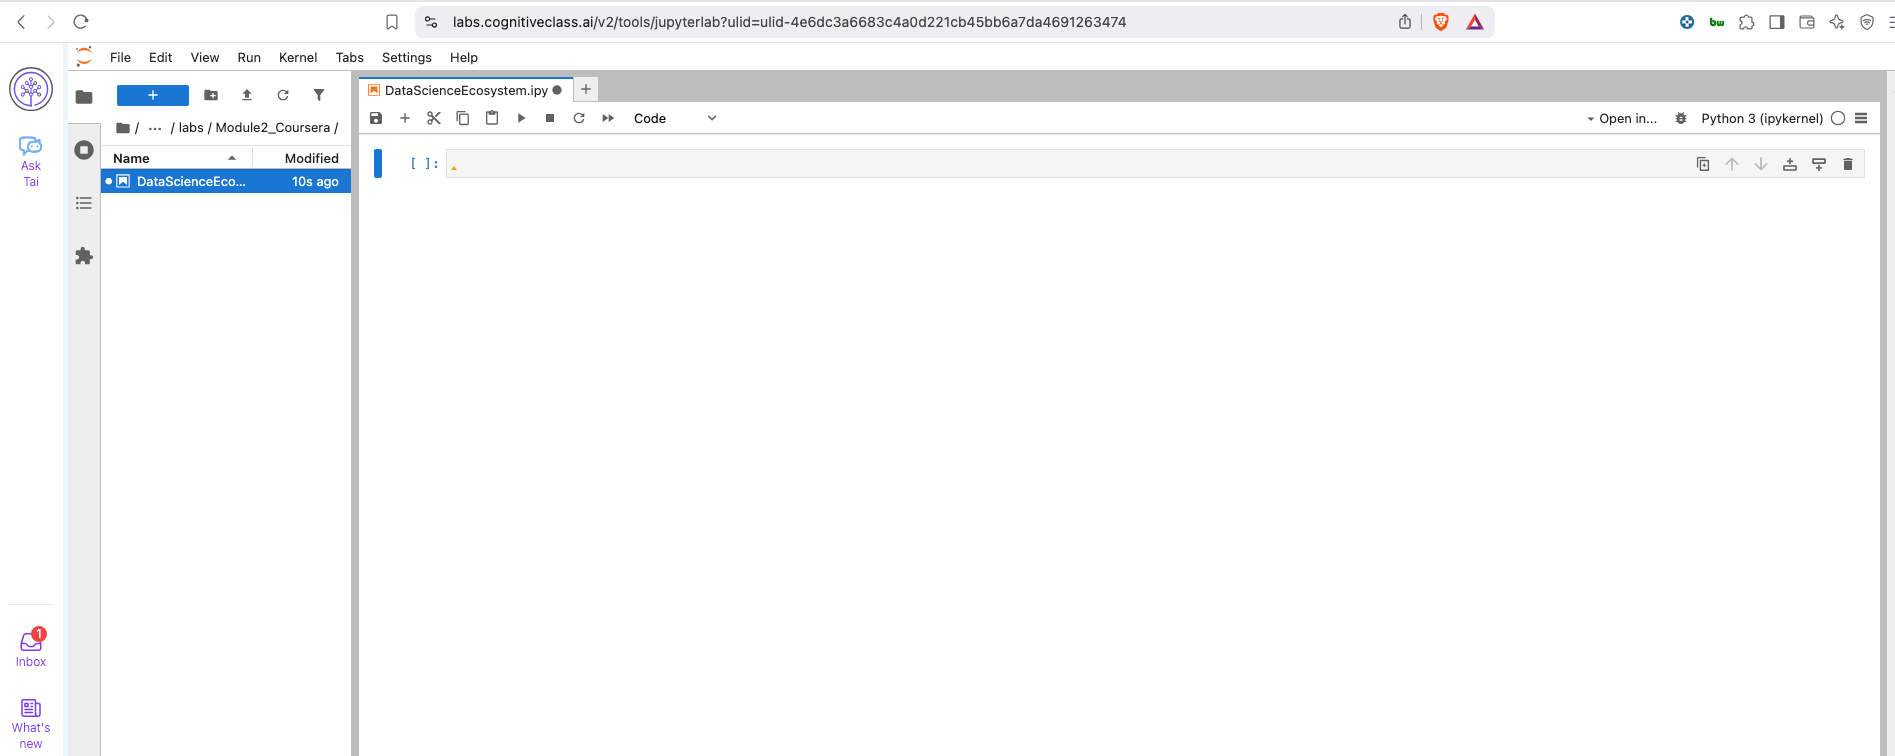 labs.cognitiveclass.ai/v2/tools/jupyterlab?ulid=ulid-4e6dc3a6683c4a0d221cb45bb6a7da4691263474
bw
File Edit View Run Kernel Tabs Settings Help
Ask
Tai
+
/ ... / labs / Module2_Coursera /
Name Modified
DataScienceEco... 10s ago
DataScienceEcosystem.ipy
+
Code
Open in...
Python 3 (ipykernel)
[ ]:
1
Inbox
What's
new